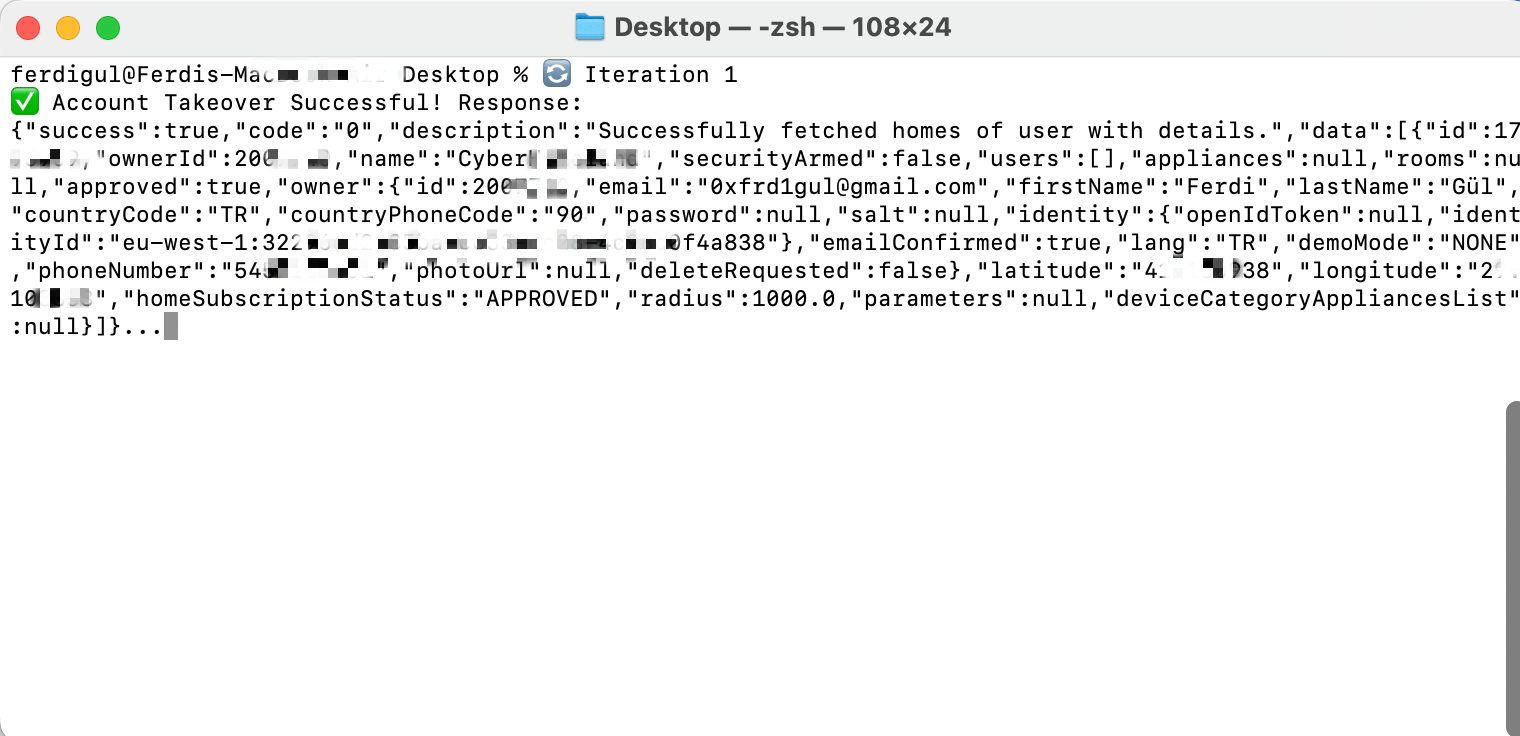 Desktop — -zsh — 108×24
ferdigul@Ferdis-Mac Desktop % 🔄 Iteration 1
✅ Account Takeover Successful! Response:
{"success":true,"code":"0","description":"Successfully fetched homes of user with details.","data":[{"id":17
,"ownerId":200 ,"name":"Cyber ","securityArmed":false,"users":[],"appliances":null,"rooms":nu
ll,"approved":true,"owner":{"id":200 ,"email":"0xfrd1gul@gmail.com","firstName":"Ferdi","lastName":"Gül",
"countryCode":"TR","countryPhoneCode":"90","password":null,"salt":null,"identity":{"openIdToken":null,"ident
ityId":"eu-west-1:322 0f4a838"},"emailConfirmed":true,"lang":"TR","demoMode":"NONE"
,"phoneNumber":"54 ","photoUrl":null,"deleteRequested":false},"latitude":"4 938","longitude":"2
10 ","homeSubscriptionStatus":"APPROVED","radius":1000.0,"parameters":null,"deviceCategoryAppliancesList"
:null}]}...